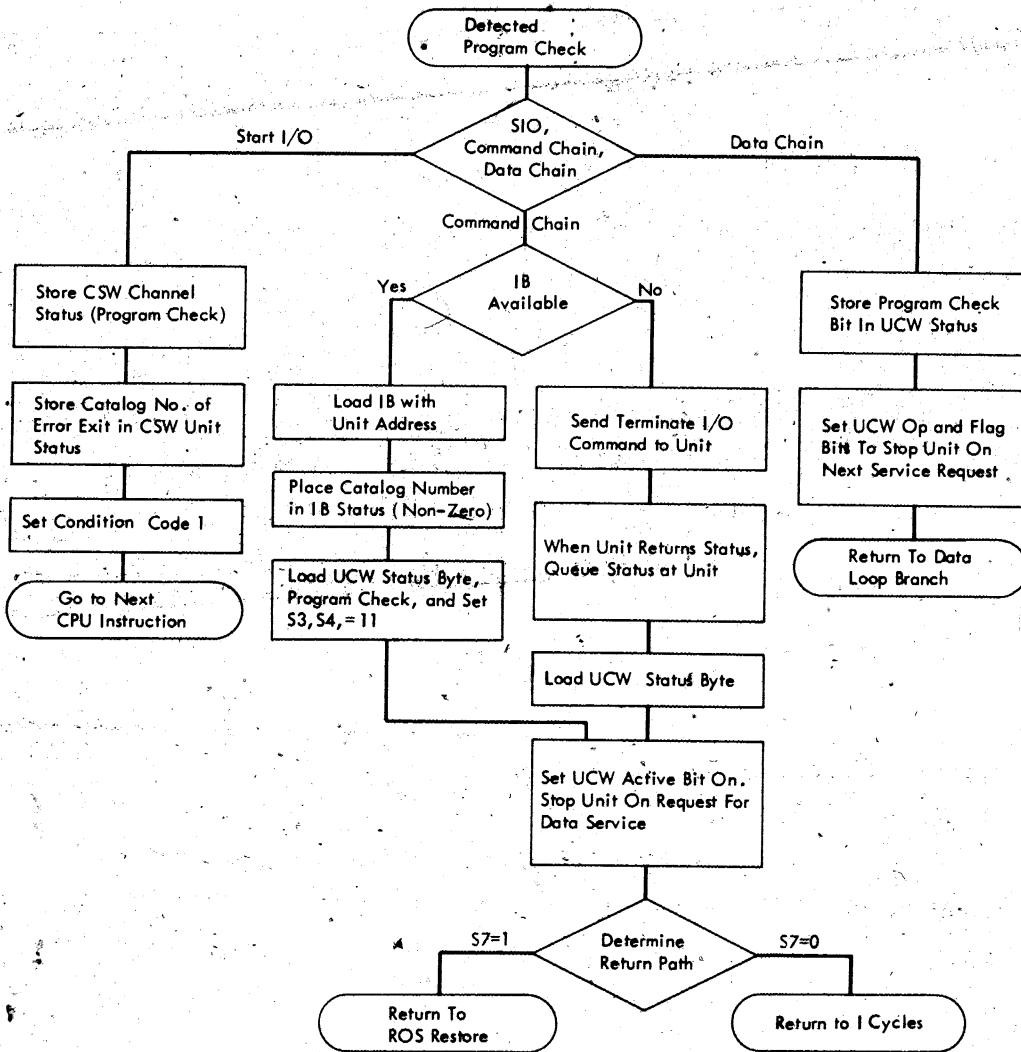 Detected
Program Check
SIO,
Command Chain,
Data Chain
Start I/O
Data Chain
Command Chain
IB
Available
Yes
No
Store CSW Channel
Status (Program Check)
Store Catalog No. of
Error Exit in CSW Unit
Status
Set Condition Code 1
Go to Next
CPU Instruction
Load IB with
Unit Address
Place Catalog Number
in IB Status (Non-Zero)
Load UCW Status Byte,
Program Check, and Set
S3, S4, = 11
Send Terminate I/O
Command to Unit
When Unit Returns Status,
Queue Status at Unit
Load UCW Status Byte
Store Program Check
Bit In UCW Status
Set UCW Op and Flag
Bits To Stop Unit On
Next Service Request
Return To Data
Loop Branch
Set UCW Active Bit On.
Stop Unit On Request For
Data Service
S7=1
Determine
Return Path
S7=0
Return To
ROS Restore
Return to I Cycles